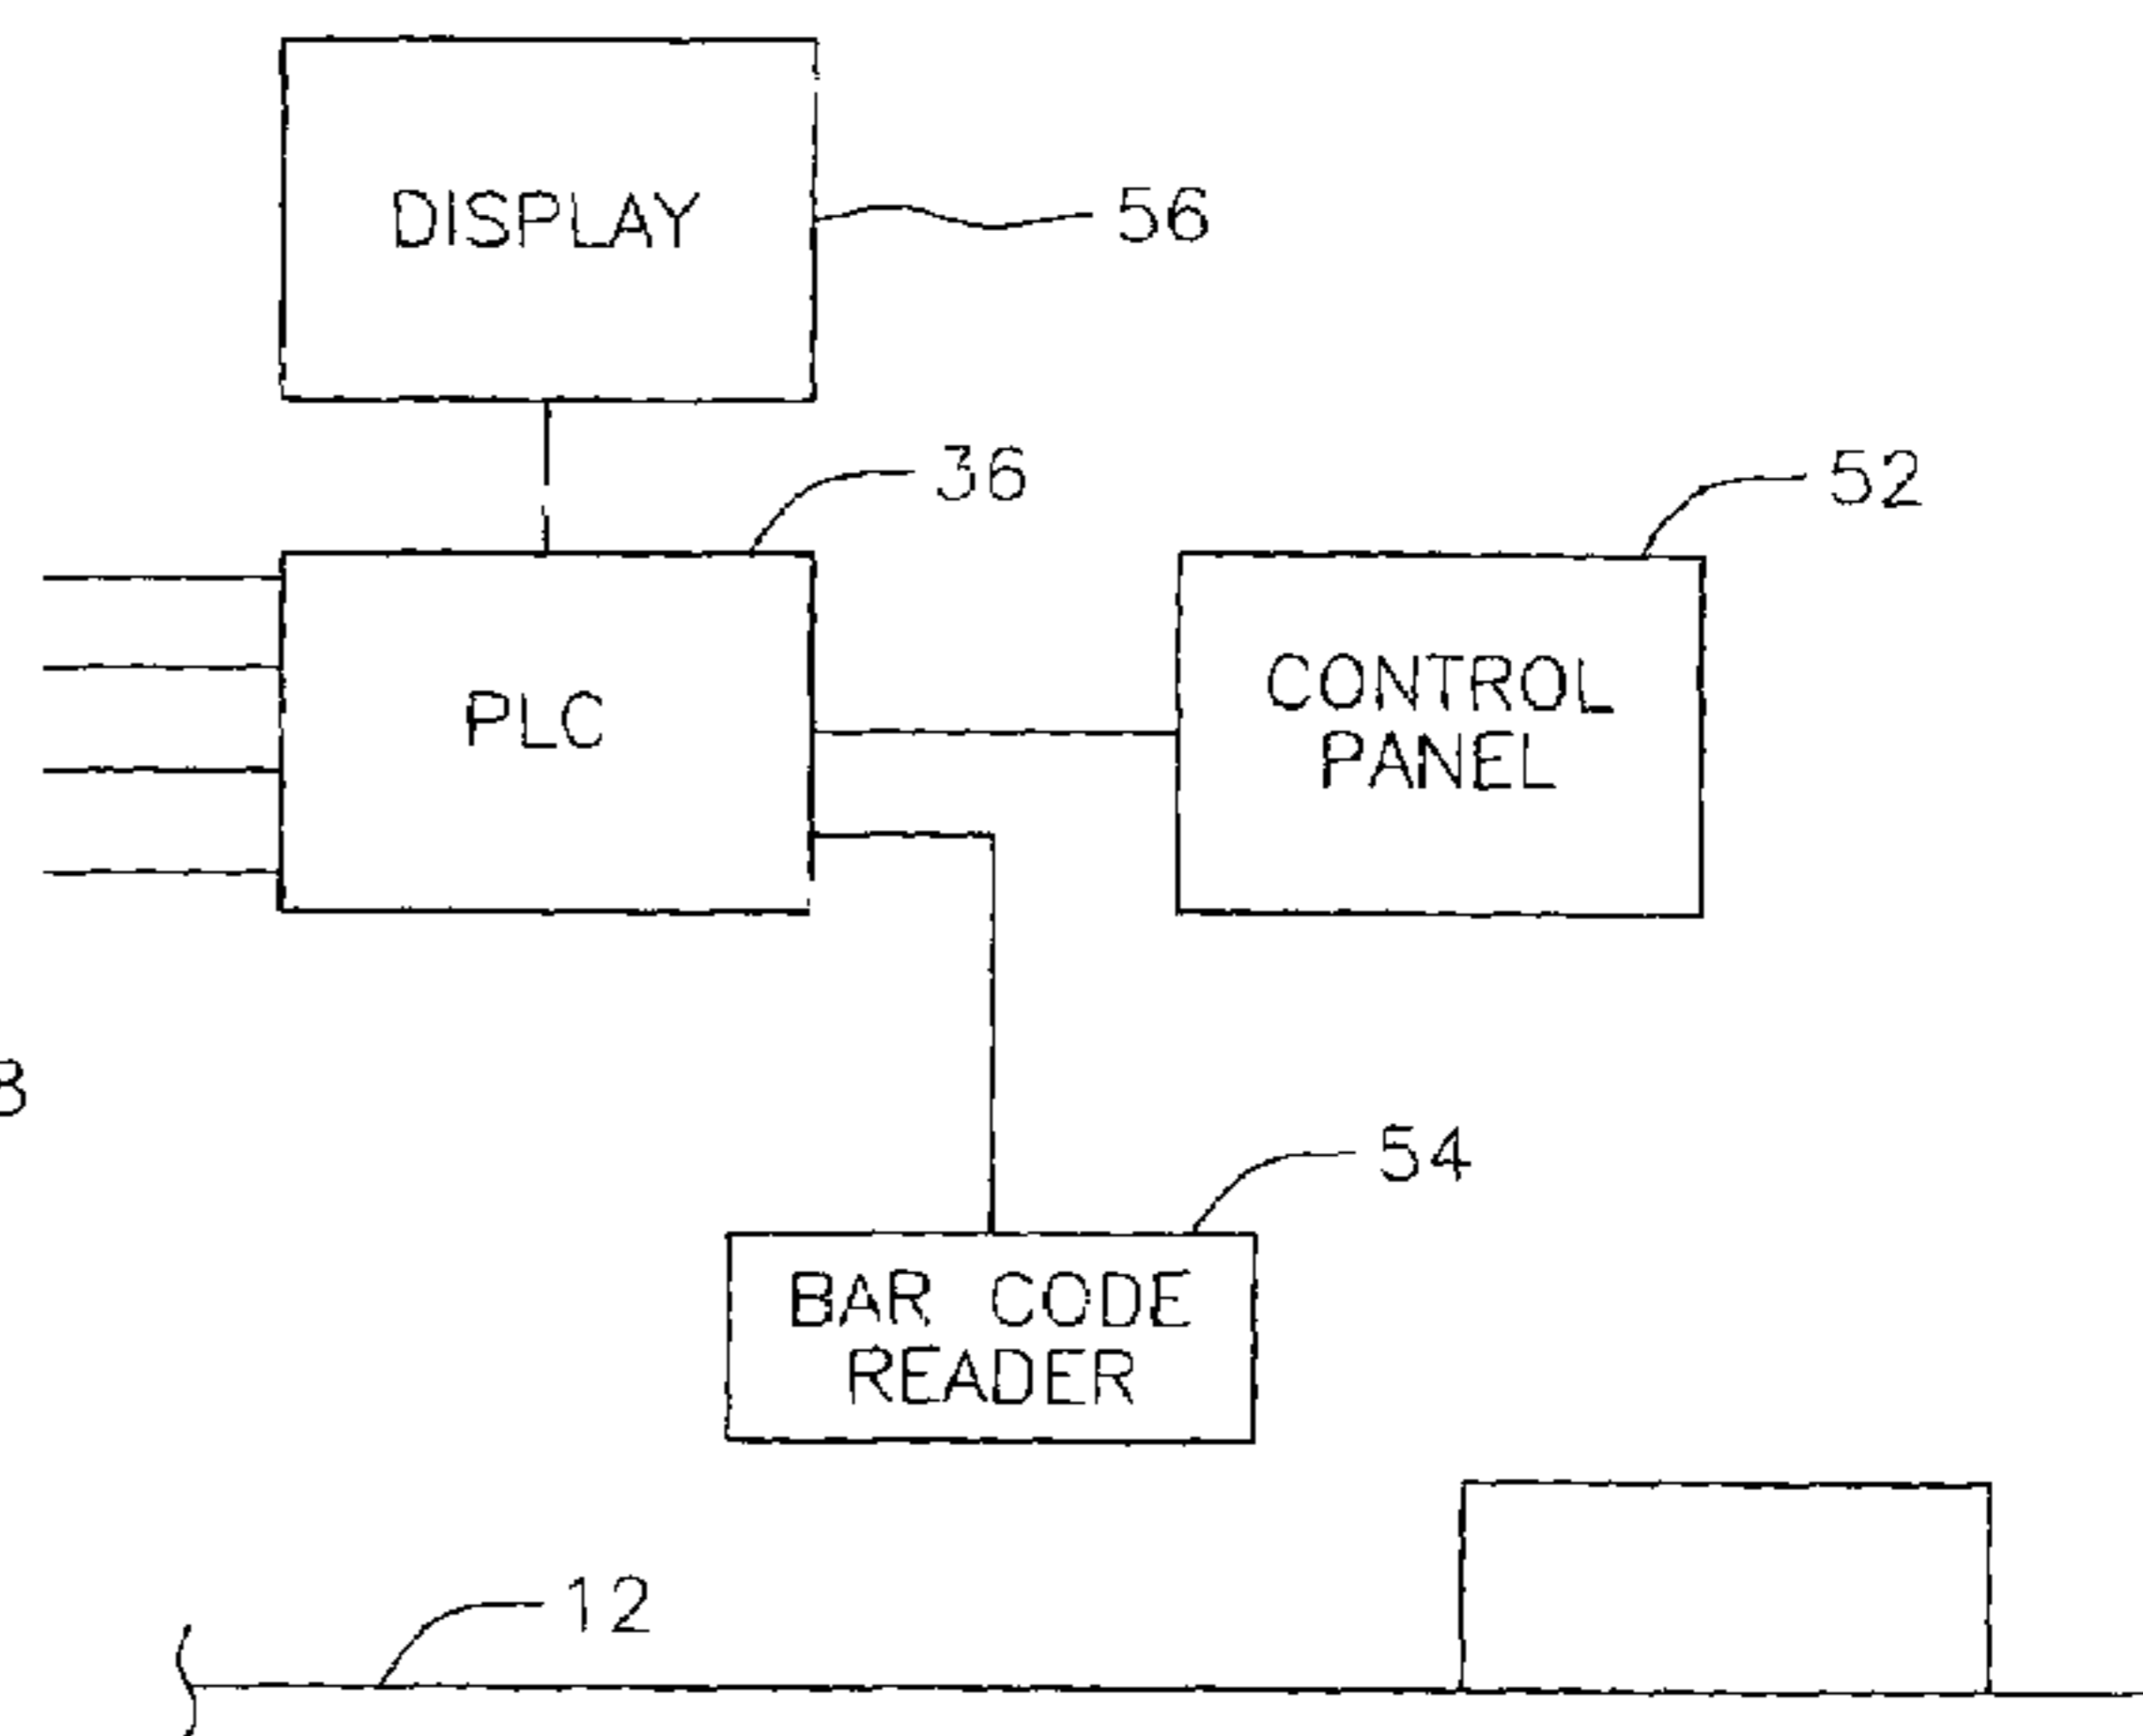 DISPLAY
56
36
52
PLC
CONTROL
PANEL
54
BAR CODE
READER
12